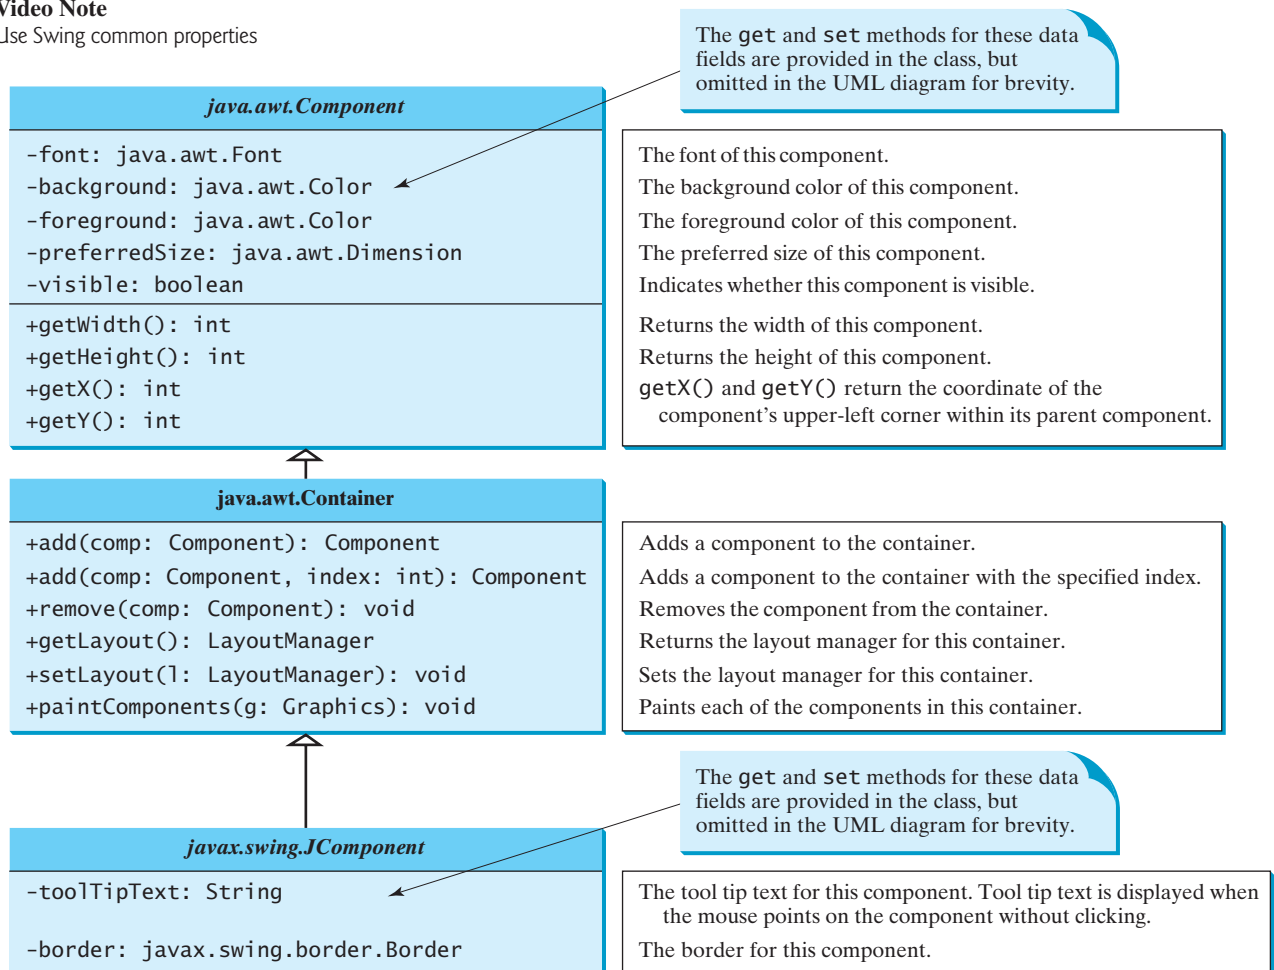 Video Note
Use Swing common properties
The get and set methods for these data
fields are provided in the class, but
omitted in the UML diagram for brevity.
java.awt.Component
-font: java.awt.Font
-background: java.awt.Color
-foreground: java.awt.Color
-preferredSize: java.awt.Dimension
-visible: boolean
+getWidth(): int
+getHeight(): int
+getX(): int
+getY(): int
The font of this component.
The background color of this component.
The foreground color of this component.
The preferred size of this component.
Indicates whether this component is visible.
Returns the width of this component.
Returns the height of this component.
getX() and getY() return the coordinate of the
component's upper-left corner within its parent component.
java.awt.Container
+add(comp: Component): Component
+add(comp: Component, index: int): Component
+remove(comp: Component): void
+getLayout(): LayoutManager
+setLayout(l: LayoutManager): void
+paintComponents(g: Graphics): void
Adds a component to the container.
Adds a component to the container with the specified index.
Removes the component from the container.
Returns the layout manager for this container.
Sets the layout manager for this container.
Paints each of the components in this container.
The get and set methods for these data
fields are provided in the class, but
omitted in the UML diagram for brevity.
javax.swing.JComponent
-toolTipText: String
-border: javax.swing.border.Border
The tool tip text for this component. Tool tip text is displayed when
the mouse points on the component without clicking.
The border for this component.